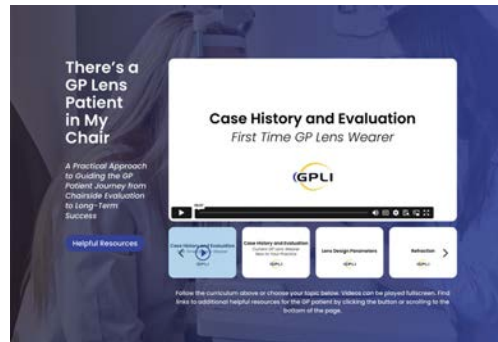 There's a
GP Lens
Patient
in My
Chair
A Practical Approach
to Guiding the GP
Patient Journey from
Chairside Evaluation
to Long-Term
Success
Helpful Resources
Case History and Evaluation
First Time GP Lens Wearer
GPLI
Case History and Evaluation
GPLI
Case History and Evaluation
Current GP Lens Wearer
New to Your Practice
GPLI
Lens Design Parameters
GPLI
Refraction
GPLI
Follow the curriculum above or choose your topic below. Videos can be played fullscreen. Find
links to additional helpful resources for the GP patient by clicking the button or scrolling to the
bottom of the page.